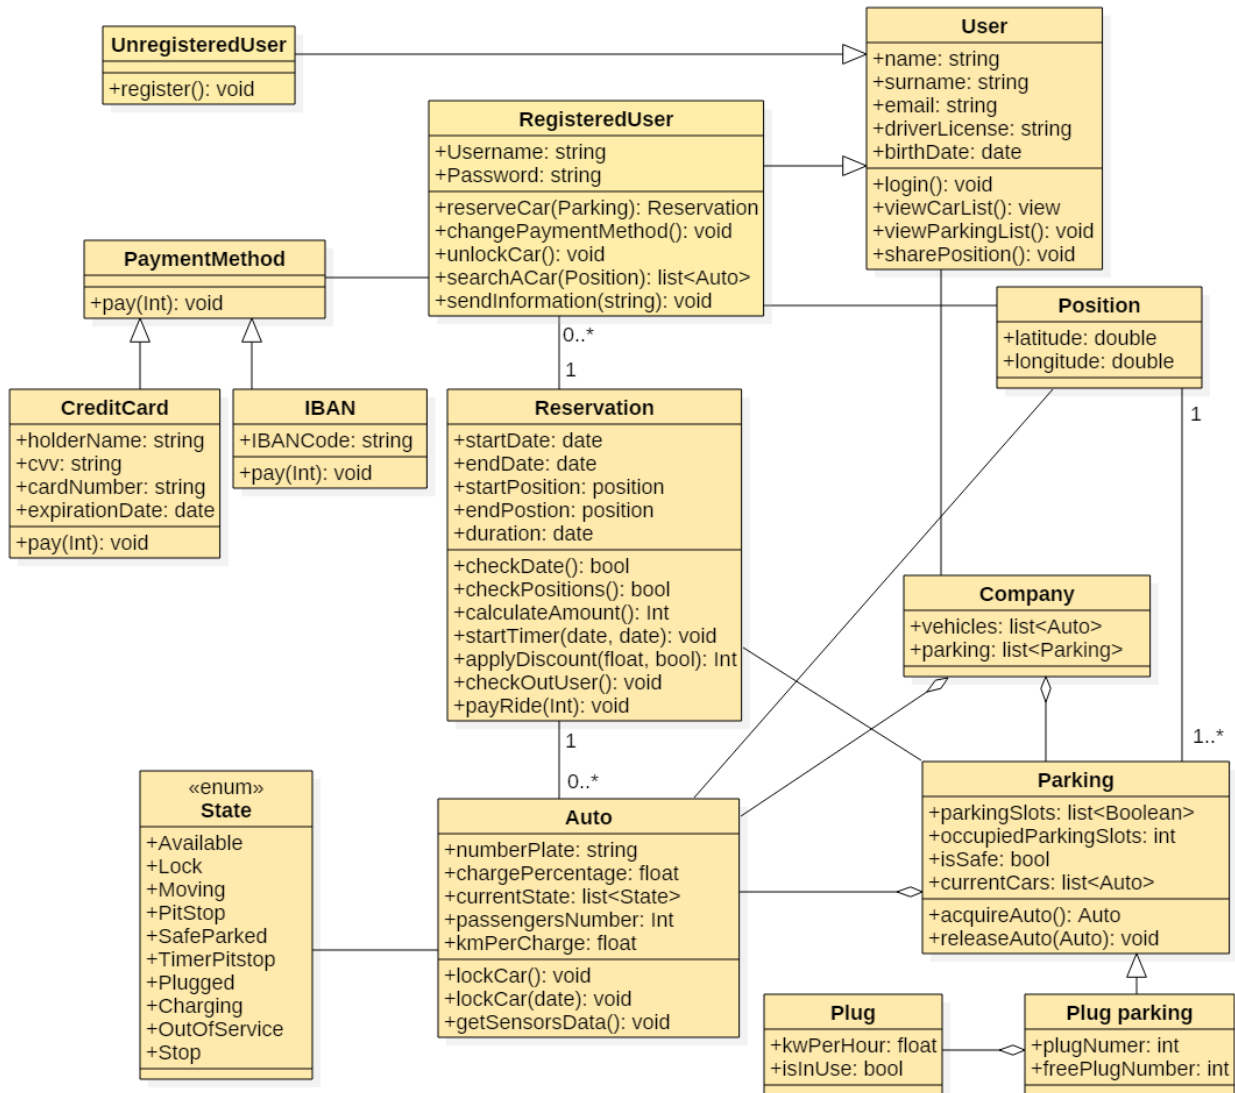 UnregisteredUser
+register(): void
User
+name: string
+surname: string
+email: string
+driverLicense: string
+birthDate: date
+login(): void
+viewCarList(): view
+viewParkingList(): void
+sharePosition(): void
RegisteredUser
+Username: string
+Password: string
+reserveCar(Parking): Reservation
+changePaymentMethod(): void
+unlockCar(): void
+searchACar(Position): list<Auto>
+sendInformation(string): void
PaymentMethod
+pay(Int): void
Position
+latitude: double
+longitude: double
0..*
1
1
1..*
CreditCard
+holderName: string
+cvv: string
+cardNumber: string
+expirationDate: date
+pay(Int): void
IBAN
+IBANCode: string
+pay(Int): void
Reservation
+startDate: date
+endDate: date
+startPosition: position
+endPostion: position
+duration: date
+checkDate(): bool
+checkPositions(): bool
+calculateAmount(): Int
+startTimer(date, date): void
+applyDiscount(float, bool): Int
+checkOutUser(): void
+payRide(Int): void
Company
+vehicles: list<Auto>
+parking: list<Parking>
1
0..*
«enum»
State
+Available
+Lock
+Moving
+PitStop
+SafeParked
+TimerPitstop
+Plugged
+Charging
+OutOfService
+Stop
Auto
+numberPlate: string
+chargePercentage: float
+currentState: list<State>
+passengersNumber: Int
+kmPerCharge: float
+lockCar(): void
+lockCar(date): void
+getSensorsData(): void
Parking
+parkingSlots: list<Boolean>
+occupiedParkingSlots: int
+isSafe: bool
+currentCars: list<Auto>
+acquireAuto(): Auto
+releaseAuto(Auto): void
Plug
+kwPerHour: float
+isInUse: bool
Plug parking
+plugNumer: int
+freePlugNumber: int